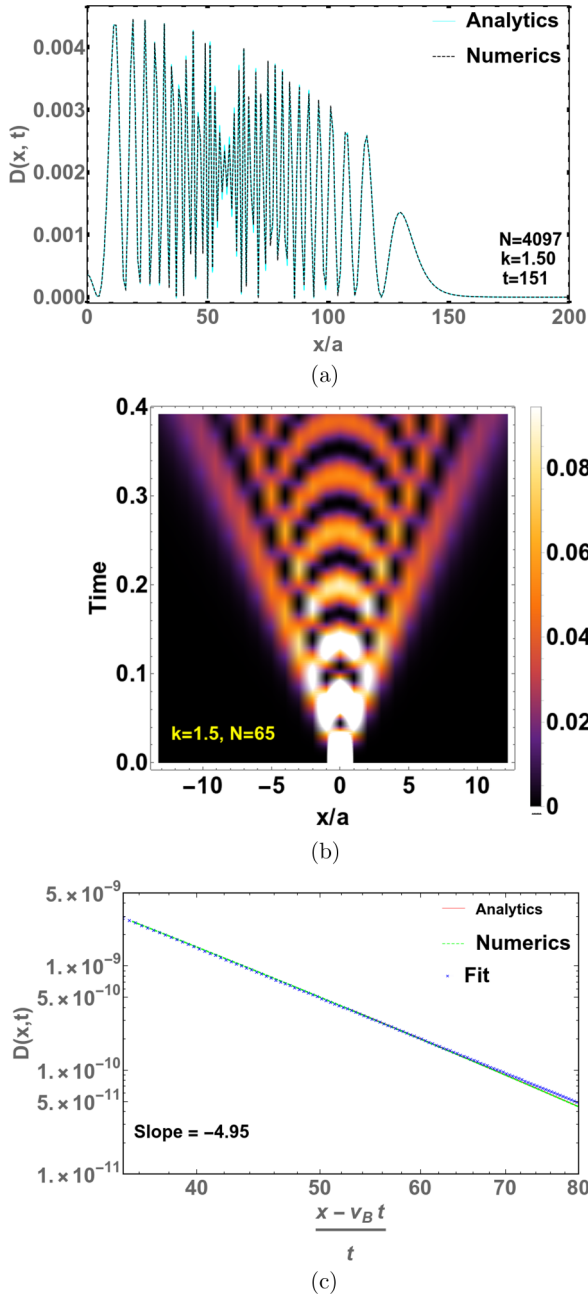 0.004
0.003
0.002
0.001
0.000
D(x, t)
Analytics
Numerics
N=4097
k=1.50
t=151
0 50 100 150 200
x/a
(a)
0.4
0.3
0.2
0.1
0.0
Time
k=1.5, N=65
−10 −5 0 5 10
x/a
0.08
0.06
0.04
0.02
0
(b)
5.×10⁻⁹
1.×10⁻⁹
5.×10⁻¹⁰
1.×10⁻¹⁰
5.×10⁻¹¹
1.×10⁻¹¹
D(x,t)
Analytics
Numerics
Fit
Slope = −4.95
40 50 60 70 80
x − v_B t
t
(c)